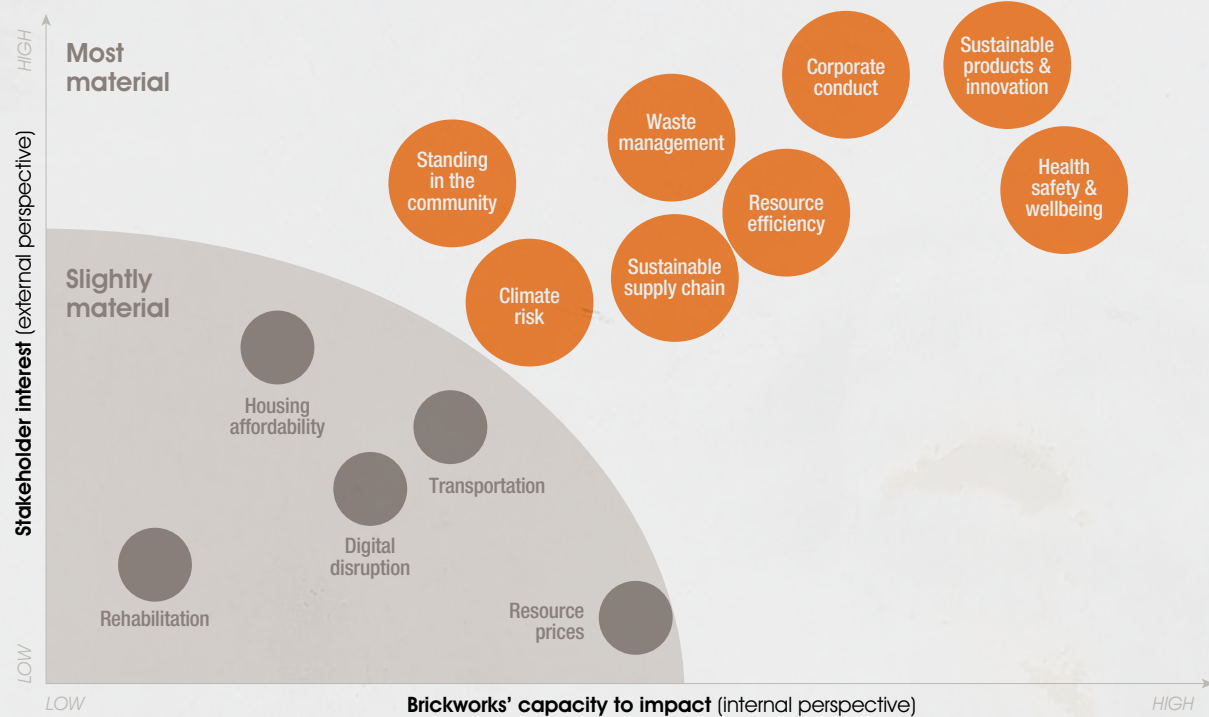 HIGH
Most
material
Standing
in the
community
Waste
management
Corporate
conduct
Sustainable
products &
innovation
Health
safety &
wellbeing
Resource
efficiency
Sustainable
supply chain
Climate
risk
Slightly
material
Housing
affordability
Transportation
Digital
disruption
Rehabilitation
Resource
prices
Stakeholder interest (external perspective)
LOW
LOW
Brickworks’ capacity to impact (internal perspective)
HIGH